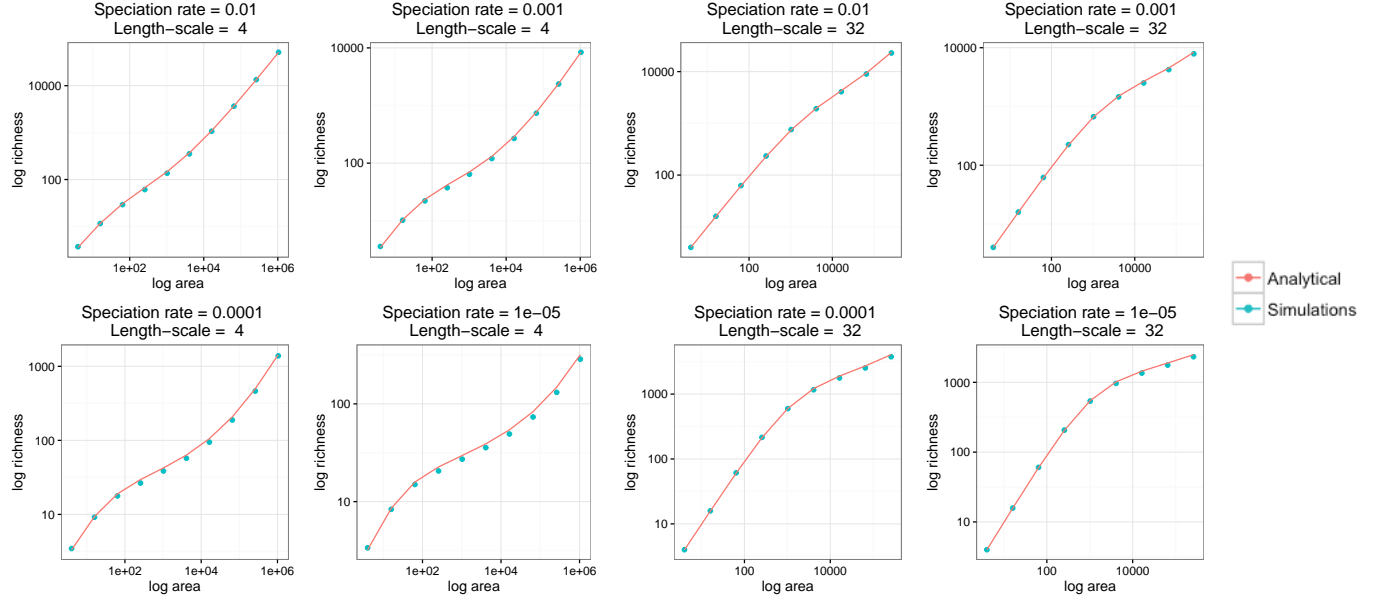 Speciation rate = 0.01
Length−scale = 4
10000
100
1e+02
1e+04
1e+06
log area
log richness
Speciation rate = 0.001
Length−scale = 4
10000
100
1e+02
1e+04
1e+06
log area
log richness
Speciation rate = 0.01
Length−scale = 32
10000
100
100
10000
log area
log richness
Speciation rate = 0.001
Length−scale = 32
10000
100
100
10000
log area
log richness
Analytical
Simulations
Speciation rate = 0.0001
Length−scale = 4
1000
100
10
1e+02
1e+04
1e+06
log area
log richness
Speciation rate = 1e−05
Length−scale = 4
100
10
1e+02
1e+04
1e+06
log area
log richness
Speciation rate = 0.0001
Length−scale = 32
1000
100
10
100
10000
log area
log richness
Speciation rate = 1e−05
Length−scale = 32
1000
100
10
100
10000
log area
log richness